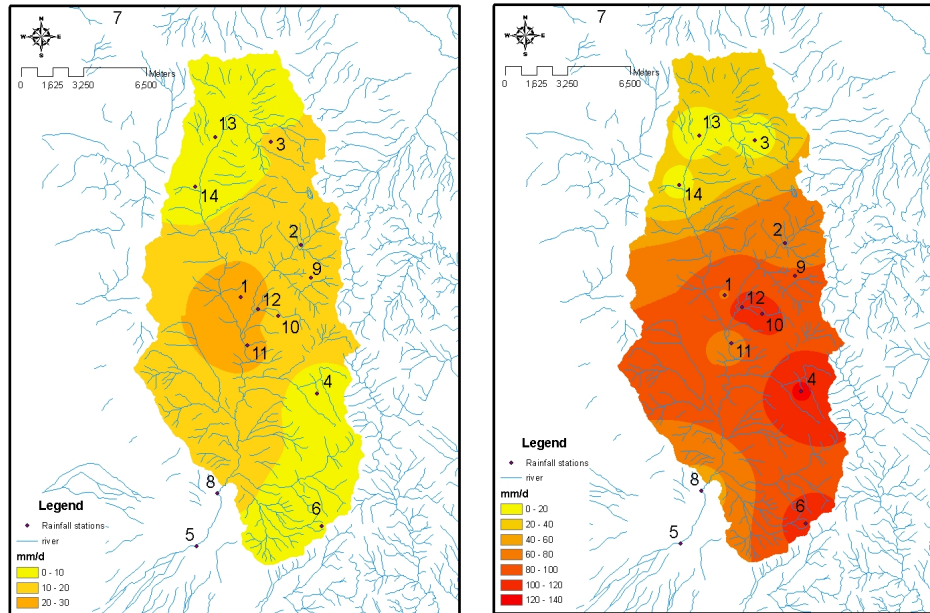 7
N
W E
S
Meters
0 1,625 3,250 6,500
13
3
14
2
9
1
12
10
11
4
8
6
5
Legend
Rainfall stations
river
mm/d
0 - 10
10 - 20
20 - 30
7
N
W E
S
Meters
0 1,625 3,250 6,500
13
3
14
2
9
1
12
10
11
4
8
6
5
Legend
Rainfall stations
river
mm/d
0 - 20
20 - 40
40 - 60
60 - 80
80 - 100
100 - 120
120 - 140